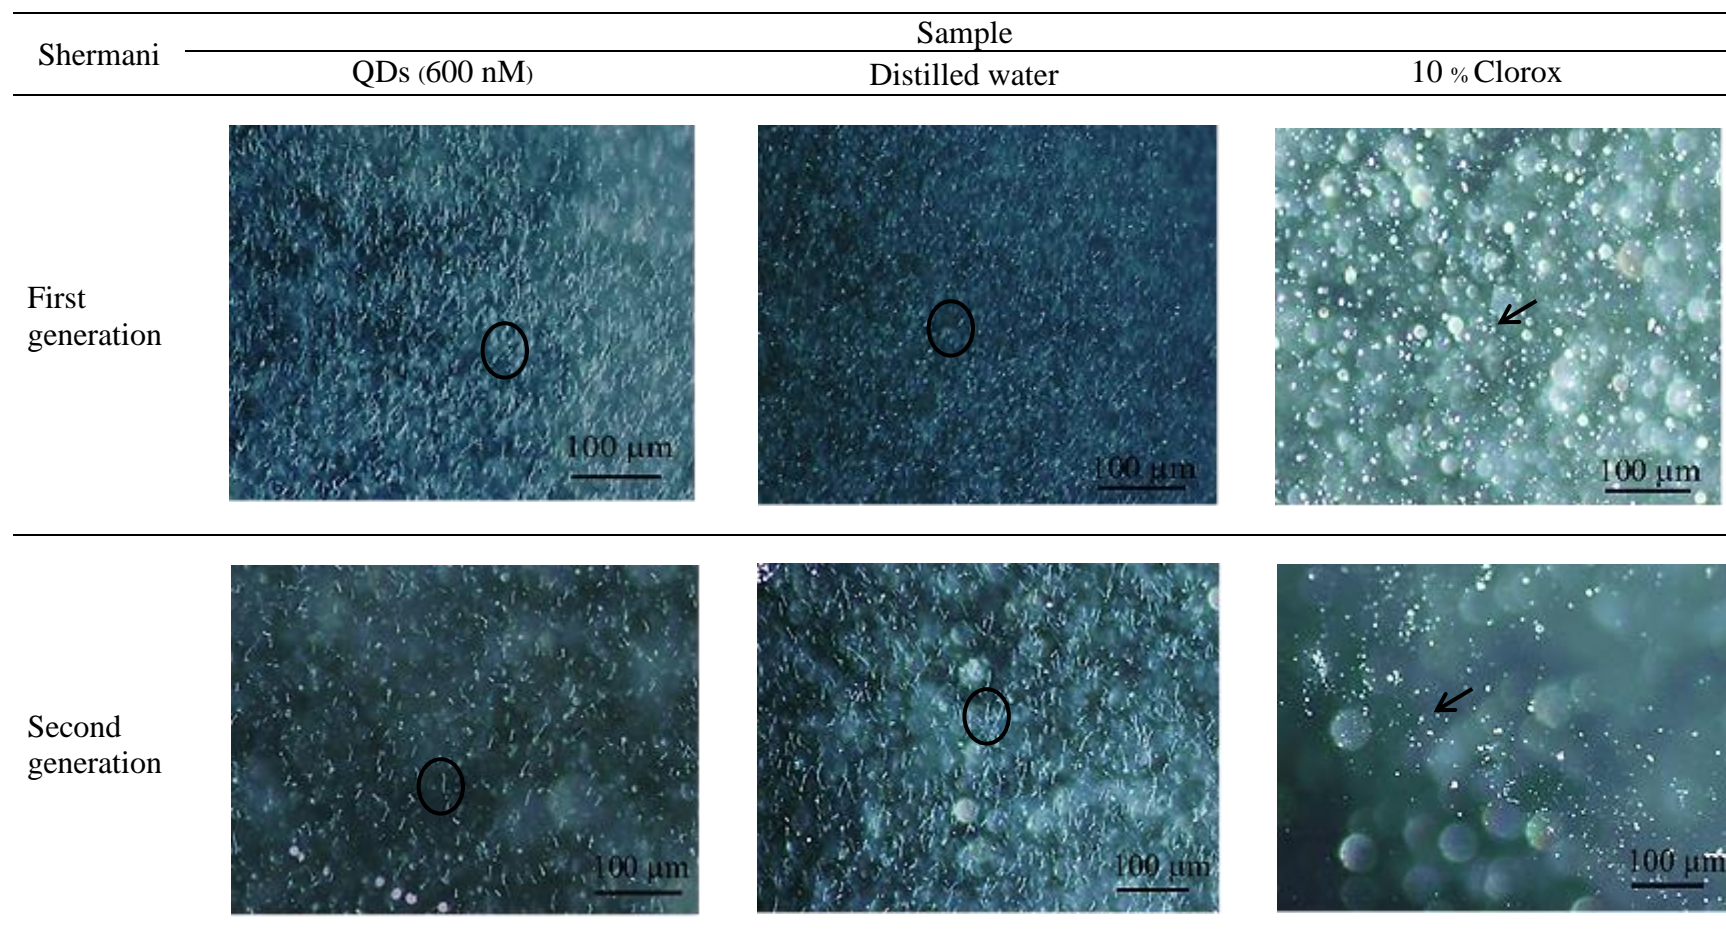 Shermani
Sample
QDs (600 nM)
Distilled water
10 % Clorox
First
generation
100 µm
100 µm
100 µm
Second
generation
100 µm
100 µm
100 µm